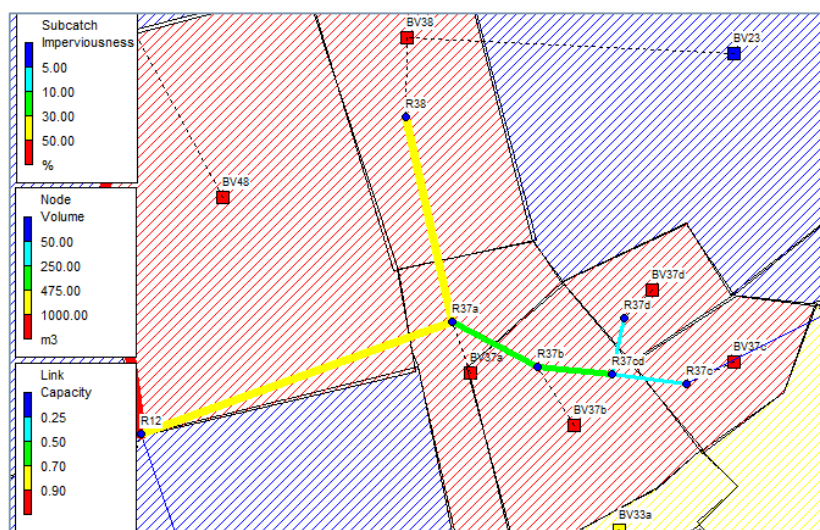 Subcatch
Imperviousness
5.00
10.00
30.00
50.00
%
Node
Volume
50.00
250.00
475.00
1000.00
m3
Link
Capacity
0.25
0.50
0.70
0.90
BV38
BV23
R38
BV48
BV37d
R37d
R37a
BV37c
BV37a
R37b
R37cd
R37c
R12
BV37b
BV33a